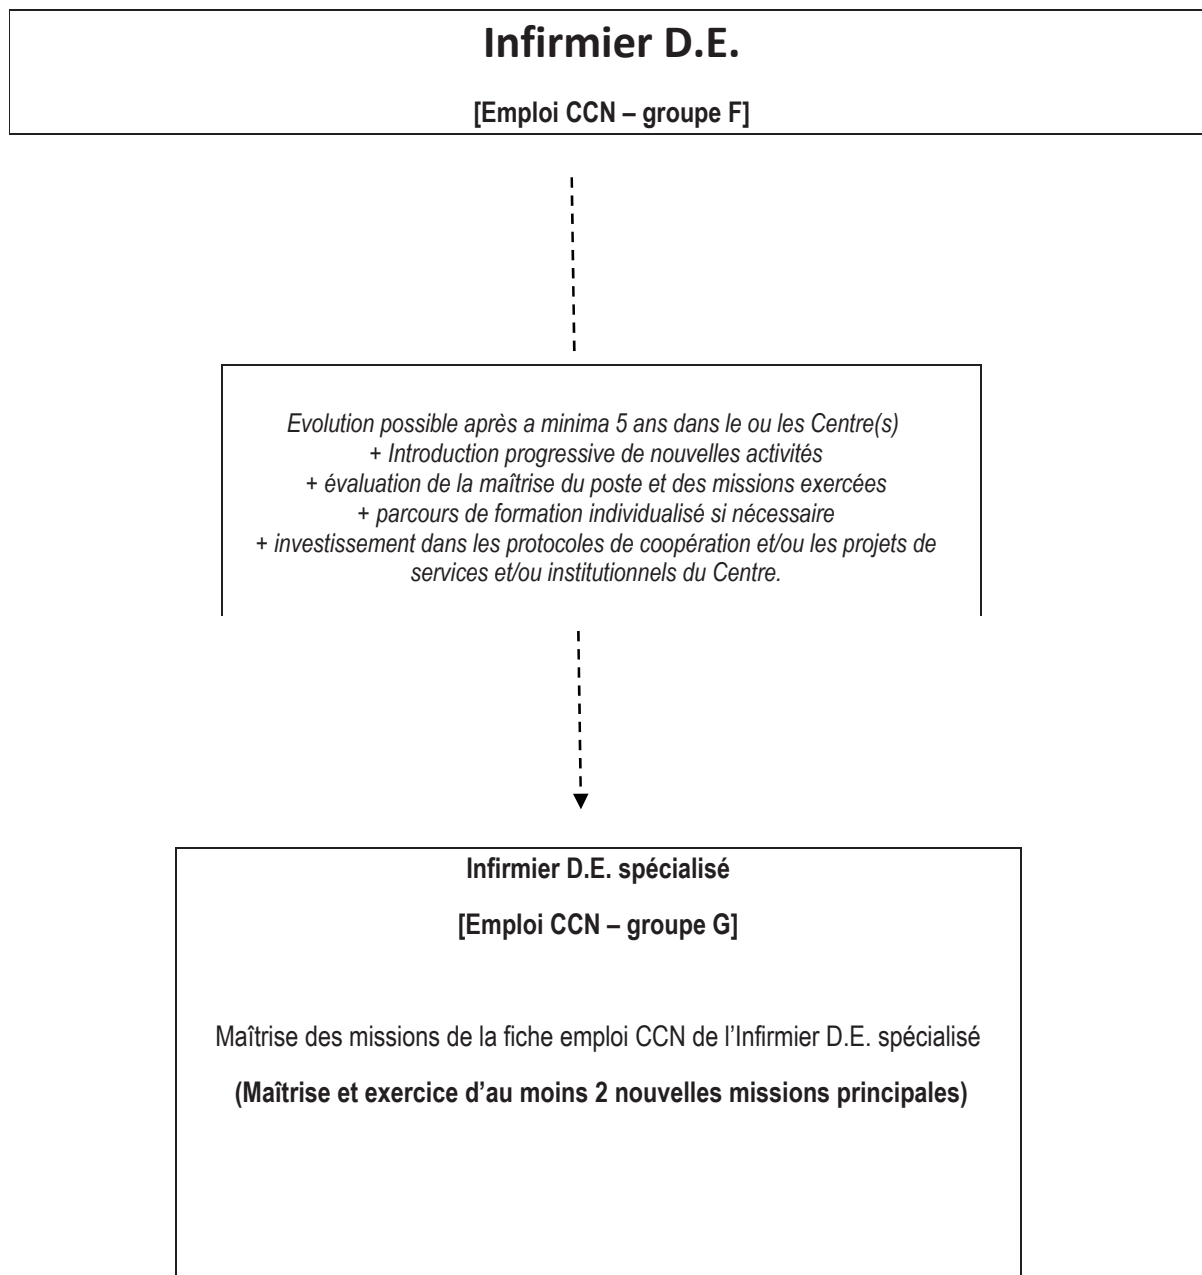 Infirmier D.E.
[Emploi CCN – groupe F]
Evolution possible après a minima 5 ans dans le ou les Centre(s)
+ Introduction progressive de nouvelles activités
+ évaluation de la maîtrise du poste et des missions exercées
+ parcours de formation individualisé si nécessaire
+ investissement dans les protocoles de coopération et/ou les projets de
services et/ou institutionnels du Centre.
Infirmier D.E. spécialisé
[Emploi CCN – groupe G]
Maîtrise des missions de la fiche emploi CCN de l’Infirmier D.E. spécialisé
(Maîtrise et exercice d’au moins 2 nouvelles missions principales)